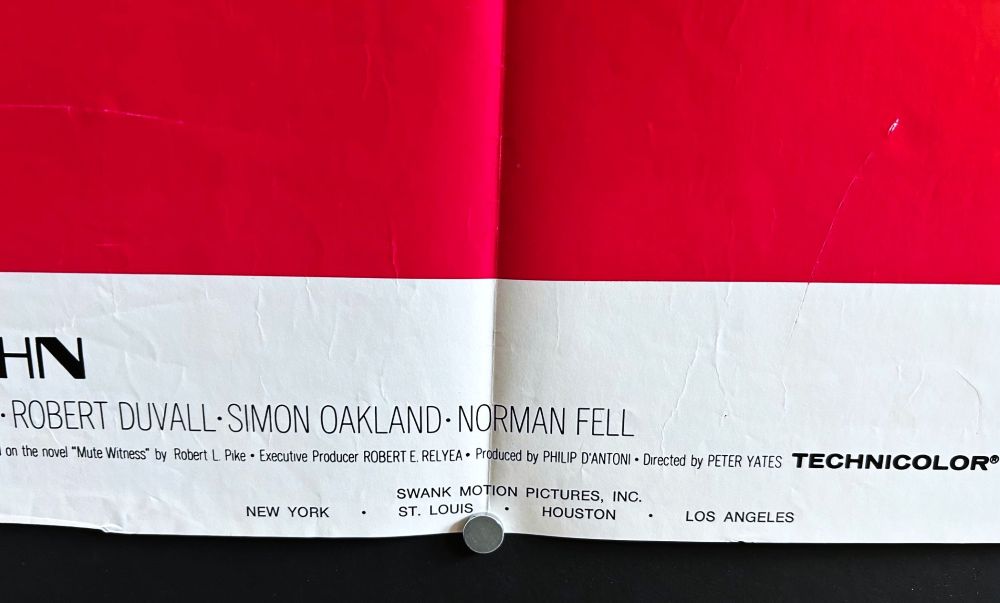 HN
· ROBERT DUVALL · SIMON OAKLAND · NORMAN FELL
on the novel "Mute Witness" by Robert L. Pike • Executive Producer ROBERT E. RELYEA • Produced by PHILIP D'ANTONI • Directed by PETER YATES TECHNICOLOR®
SWANK MOTION PICTURES, INC.
NEW YORK • ST. LOUIS • HOUSTON • LOS ANGELES